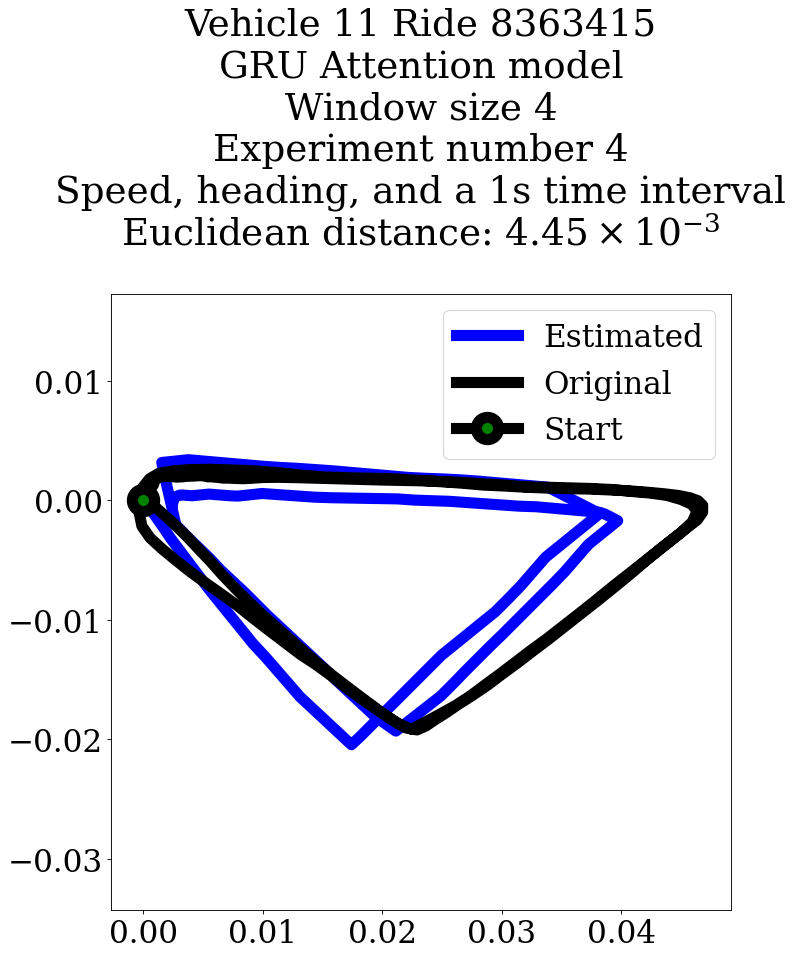 Vehicle 11 Ride 8363415
GRU Attention model
Window size 4
Experiment number 4
Speed, heading, and a 1s time interval
Euclidean distance: 4.45 × 10⁻³
Estimated
Original
Start
0.01
0.00
−0.01
−0.02
−0.03
0.00 0.01 0.02 0.03 0.04